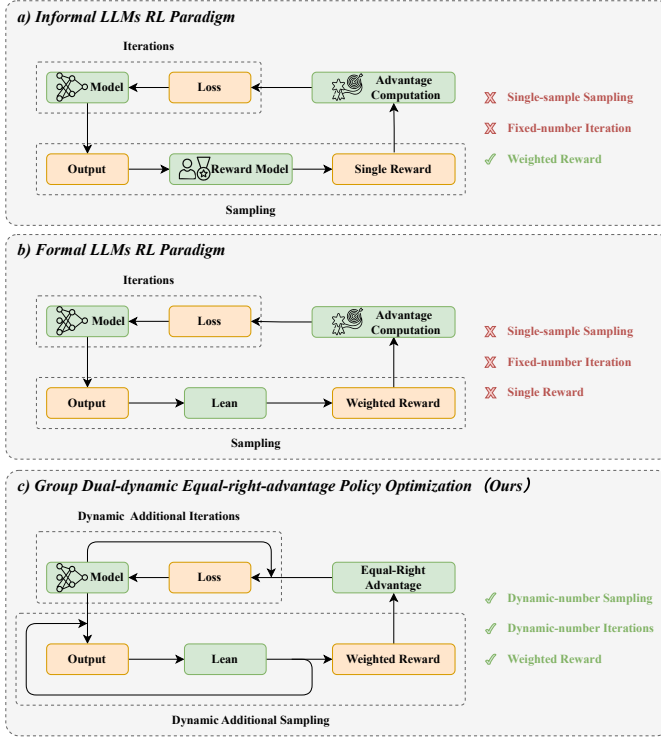 a) Informal LLMs RL Paradigm
Iterations
Model
Loss
Advantage
Computation
Output
Reward Model
Single Reward
Sampling
Single-sample Sampling
Fixed-number Iteration
Weighted Reward
b) Formal LLMs RL Paradigm
Iterations
Model
Loss
Advantage
Computation
Output
Lean
Weighted Reward
Sampling
Single-sample Sampling
Fixed-number Iteration
Single Reward
c) Group Dual-dynamic Equal-right-advantage Policy Optimization（Ours）
Dynamic Additional Iterations
Model
Loss
Equal-Right
Advantage
Output
Lean
Weighted Reward
Dynamic Additional Sampling
Dynamic-number Sampling
Dynamic-number Iterations
Weighted Reward